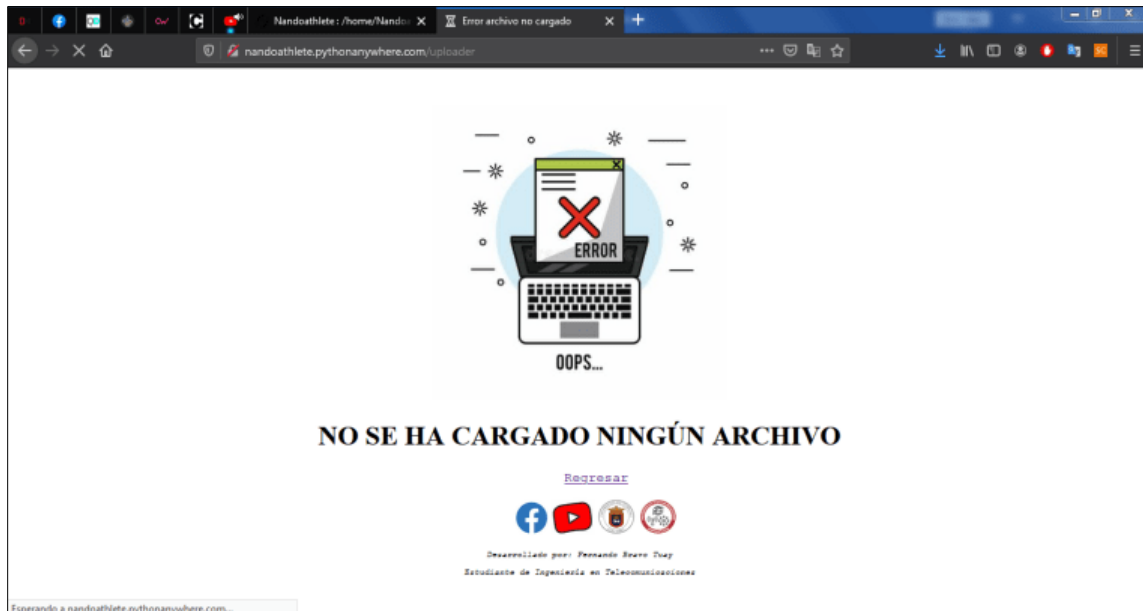 Nandoathlete : /home/Nando
Error archivo no cargado
nandoathlete.pythonanywhere.com/uploader
ERROR
OOPS...
NO SE HA CARGADO NINGÚN ARCHIVO
Regresar
Desarrollado por: Fernando Bravo Tuay
Estudiante de Ingeniería en Telecomunicaciones
Esperando a nandoathlete.pythonanywhere.com...